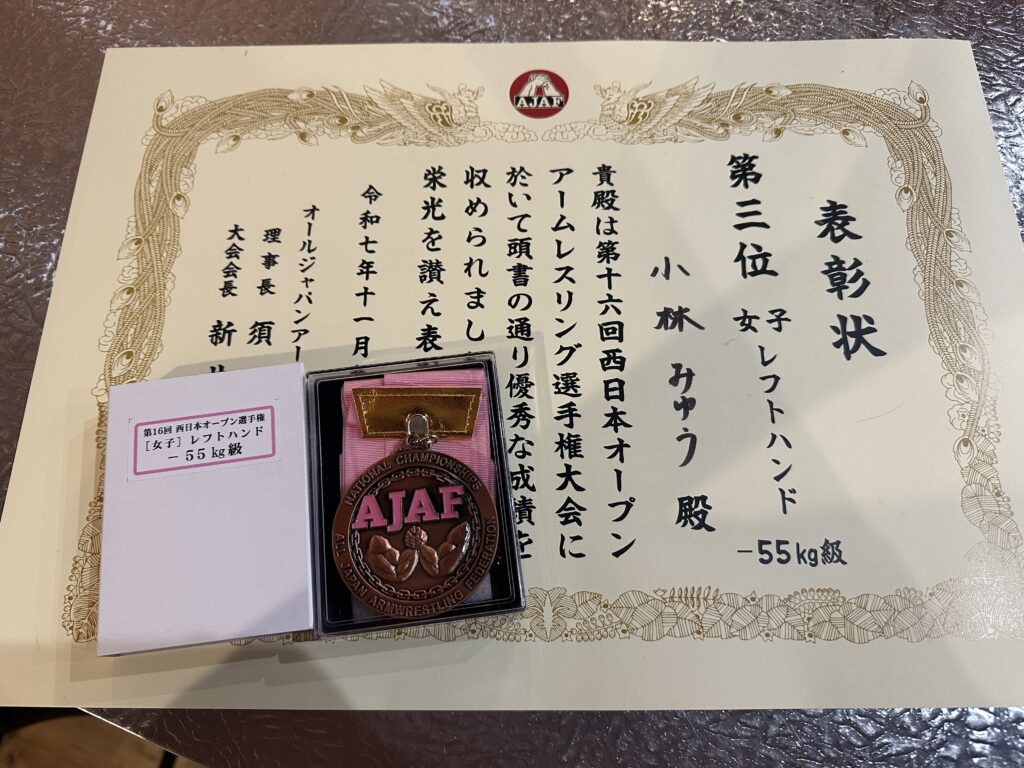 AJAF
表彰状
第三位
女子レフトハンド
-55kg級
小林みゅう殿
貴殿は第十六回西日本オープン
アームレスリング選手権大会に
於いて頭書の通り優秀な成績を
収められまし
栄光を讃え表
令和七年十一月
オールジャパンアー
理事長 須
大会会長 新
第16回 西日本オープン選手権
[女子] レフトハンド
-55kg級
NATIONAL CHAMPIONSHIPS
AJAF
ALL JAPAN ARMWRESTLING FEDERATION